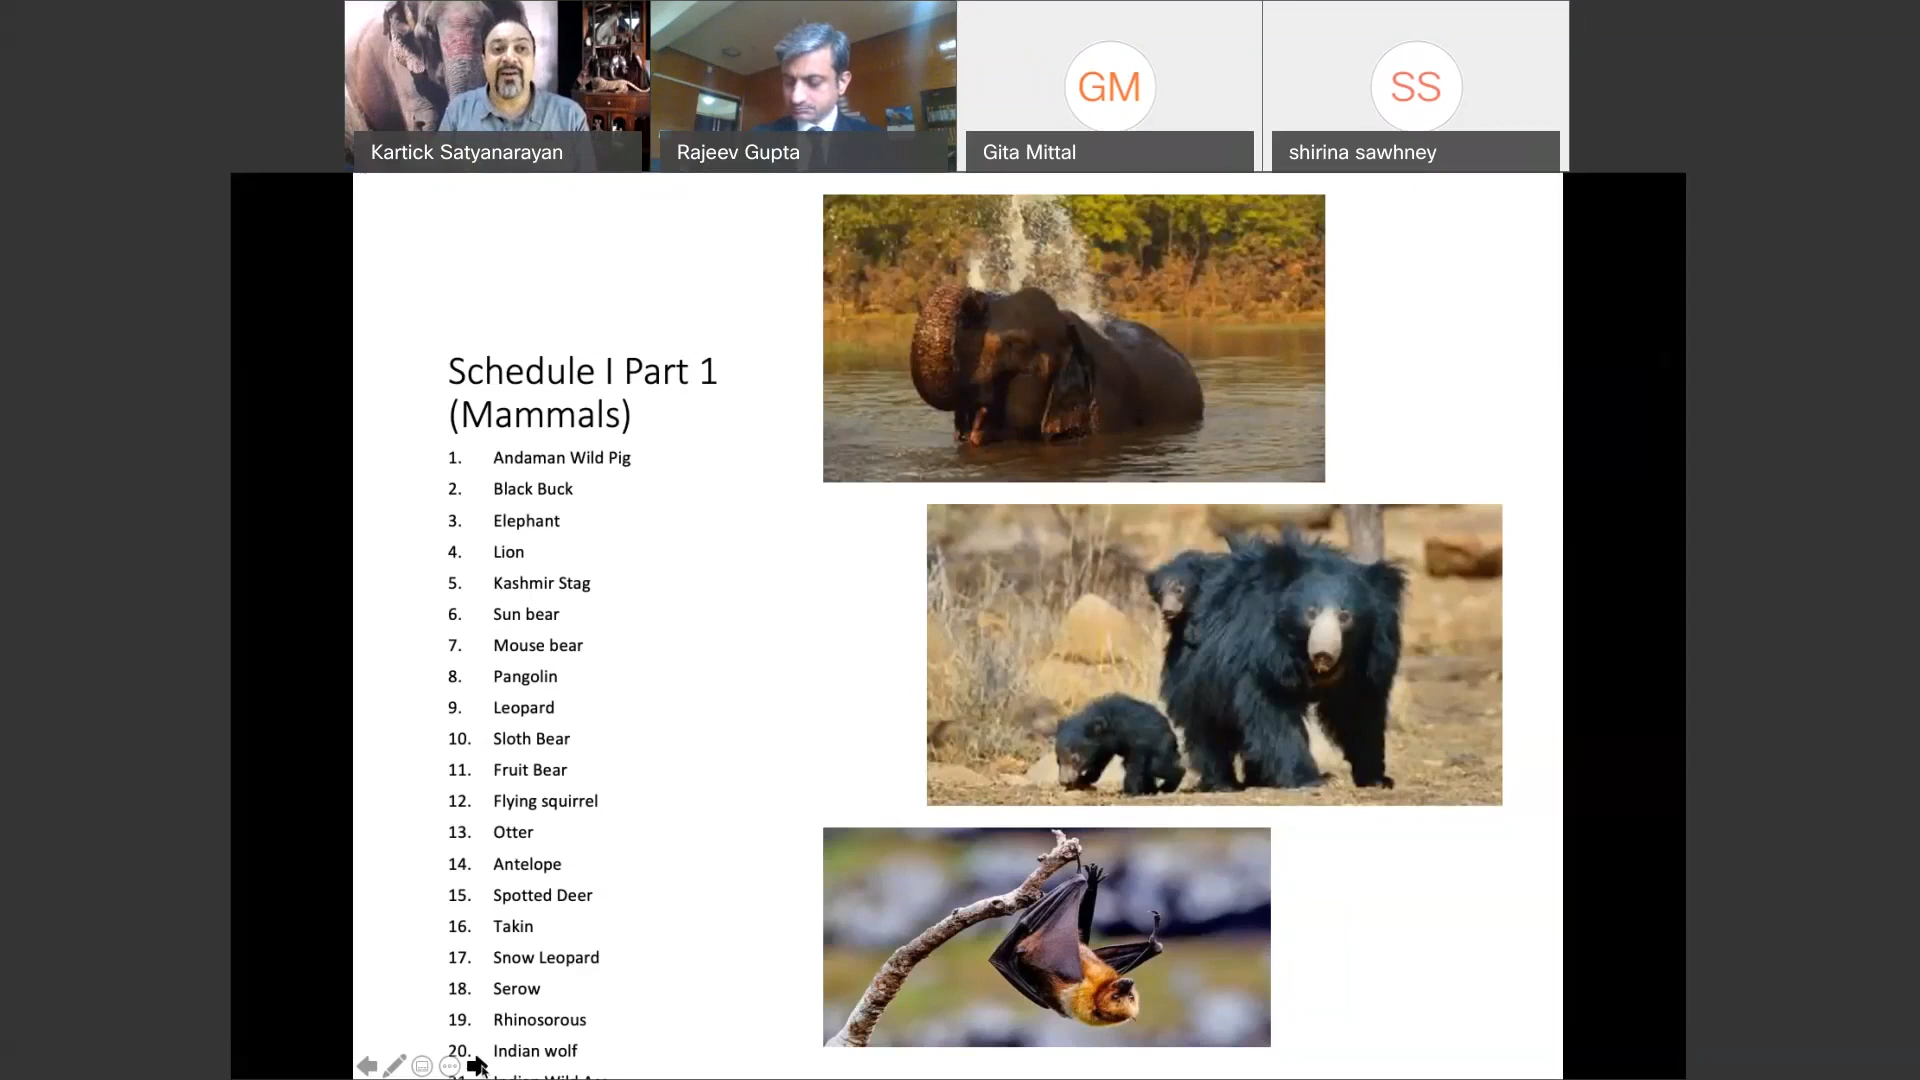 Kartick Satyanarayan
Rajeev Gupta
GM
Gita Mittal
SS
shirina sawhney
Schedule I Part 1
(Mammals)
1. Andaman Wild Pig
2. Black Buck
3. Elephant
4. Lion
5. Kashmir Stag
6. Sun bear
7. Mouse bear
8. Pangolin
9. Leopard
10. Sloth Bear
11. Fruit Bear
12. Flying squirrel
13. Otter
14. Antelope
15. Spotted Deer
16. Takin
17. Snow Leopard
18. Serow
19. Rhinosorous
20. Indian wolf